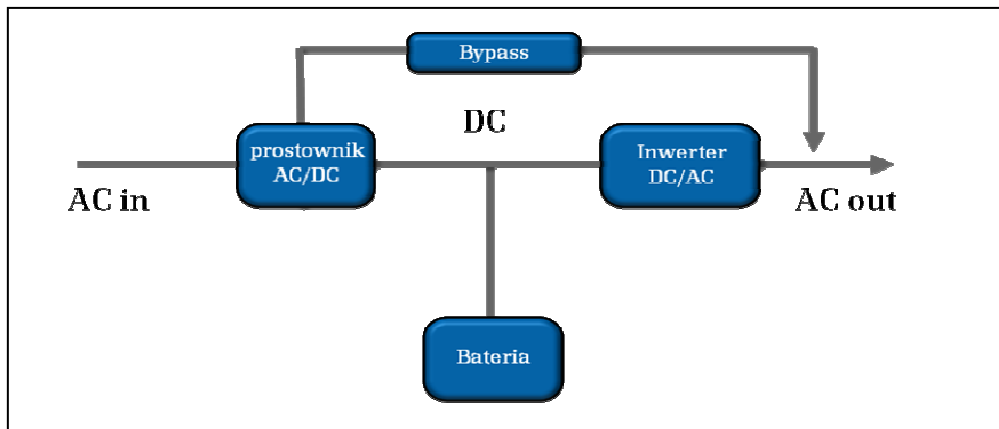 Bypass
DC
prostownik
AC/DC
Inwerter
DC/AC
AC in
AC out
Bateria